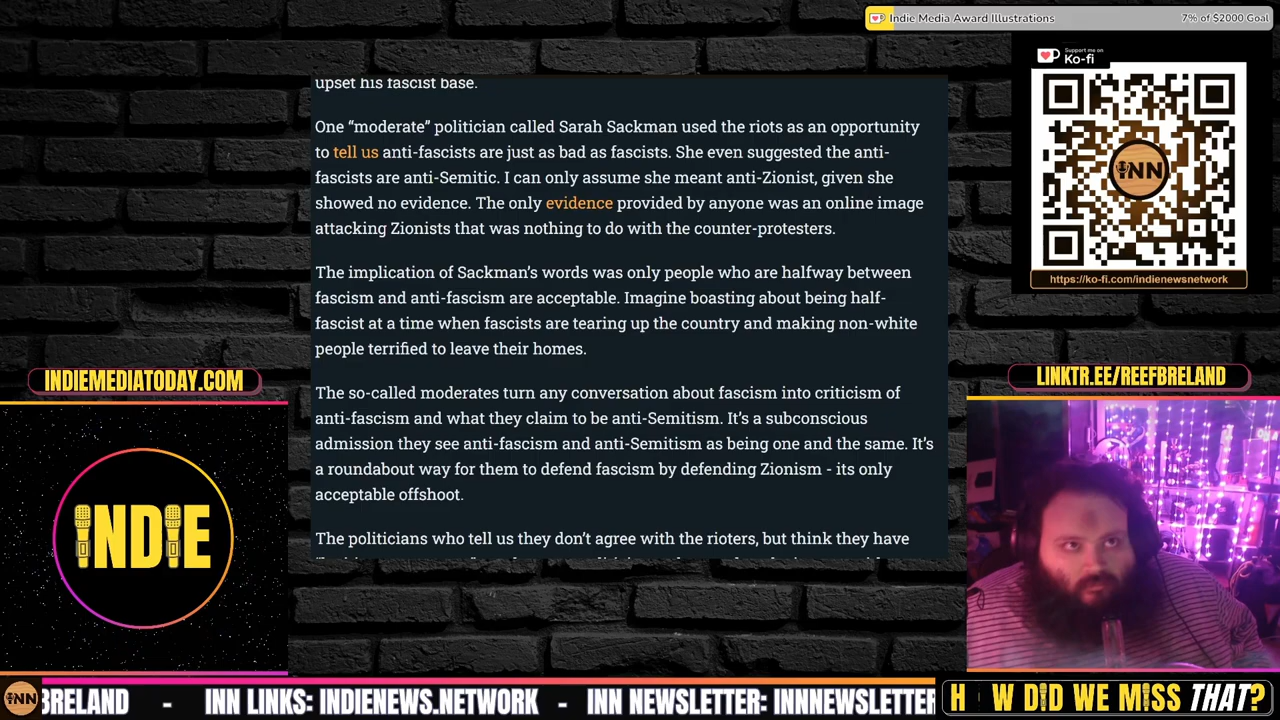 Indie Media Award Illustrations
7% of $2000 Goal
Support me on
Ko-fi
iNN
https://ko-fi.com/indienewsnetwork
upset his fascist base.
One “moderate” politician called Sarah Sackman used the riots as an opportunity
to tell us anti-fascists are just as bad as fascists. She even suggested the anti-
fascists are anti-Semitic. I can only assume she meant anti-Zionist, given she
showed no evidence. The only evidence provided by anyone was an online image
attacking Zionists that was nothing to do with the counter-protesters.
The implication of Sackman’s words was only people who are halfway between
fascism and anti-fascism are acceptable. Imagine boasting about being half-
fascist at a time when fascists are tearing up the country and making non-white
people terrified to leave their homes.
The so-called moderates turn any conversation about fascism into criticism of
anti-fascism and what they claim to be anti-Semitism. It’s a subconscious
admission they see anti-fascism and anti-Semitism as being one and the same. It’s
a roundabout way for them to defend fascism by defending Zionism - its only
acceptable offshoot.
The politicians who tell us they don’t agree with the rioters, but think they have
INDIEMEDIATODAY.COM
LINKTR.EE/REEFBRELAND
INDIE
iNN
BRELAND - INN LINKS: INDIENEWS.NETWORK - INN NEWSLETTER: INNNEWSLETTER
H W DID WE MISS THAT?